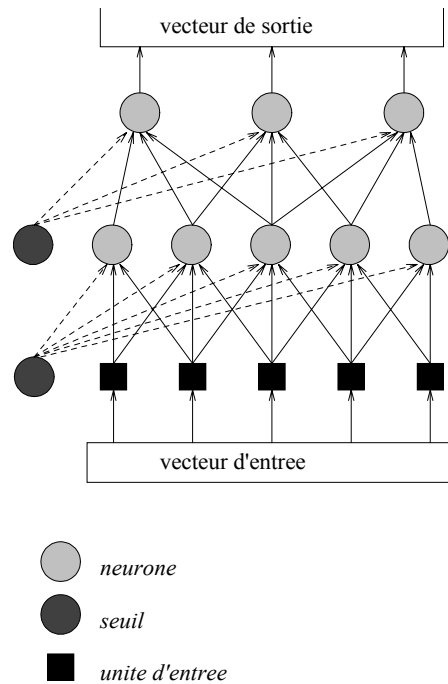 vecteur de sortie
vecteur d'entree
neurone
seuil
unite d'entree